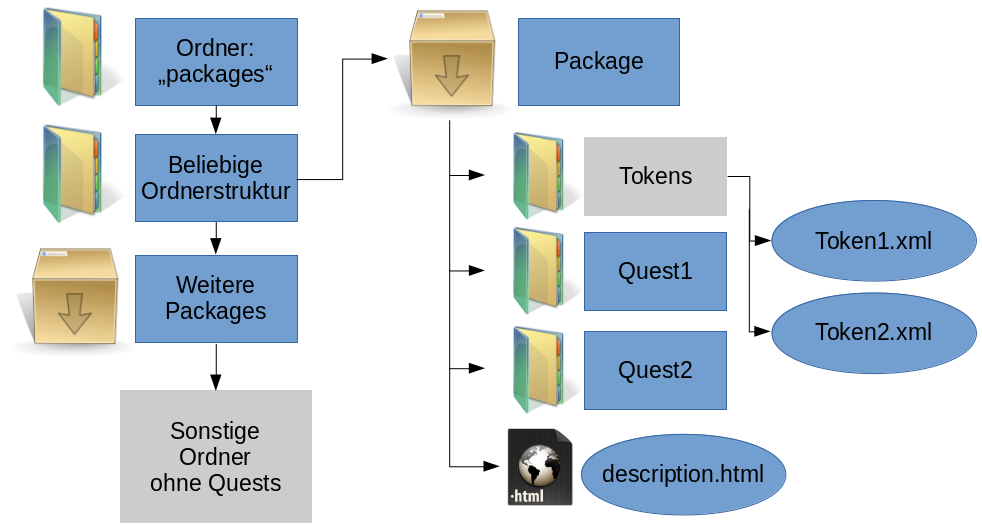 Ordner:
„packages“
Beliebige
Ordnerstruktur
Weitere
Packages
Sonstige
Ordner
ohne Quests
Package
Tokens
Quest1
Quest2
.html
description.html
Token1.xml
Token2.xml